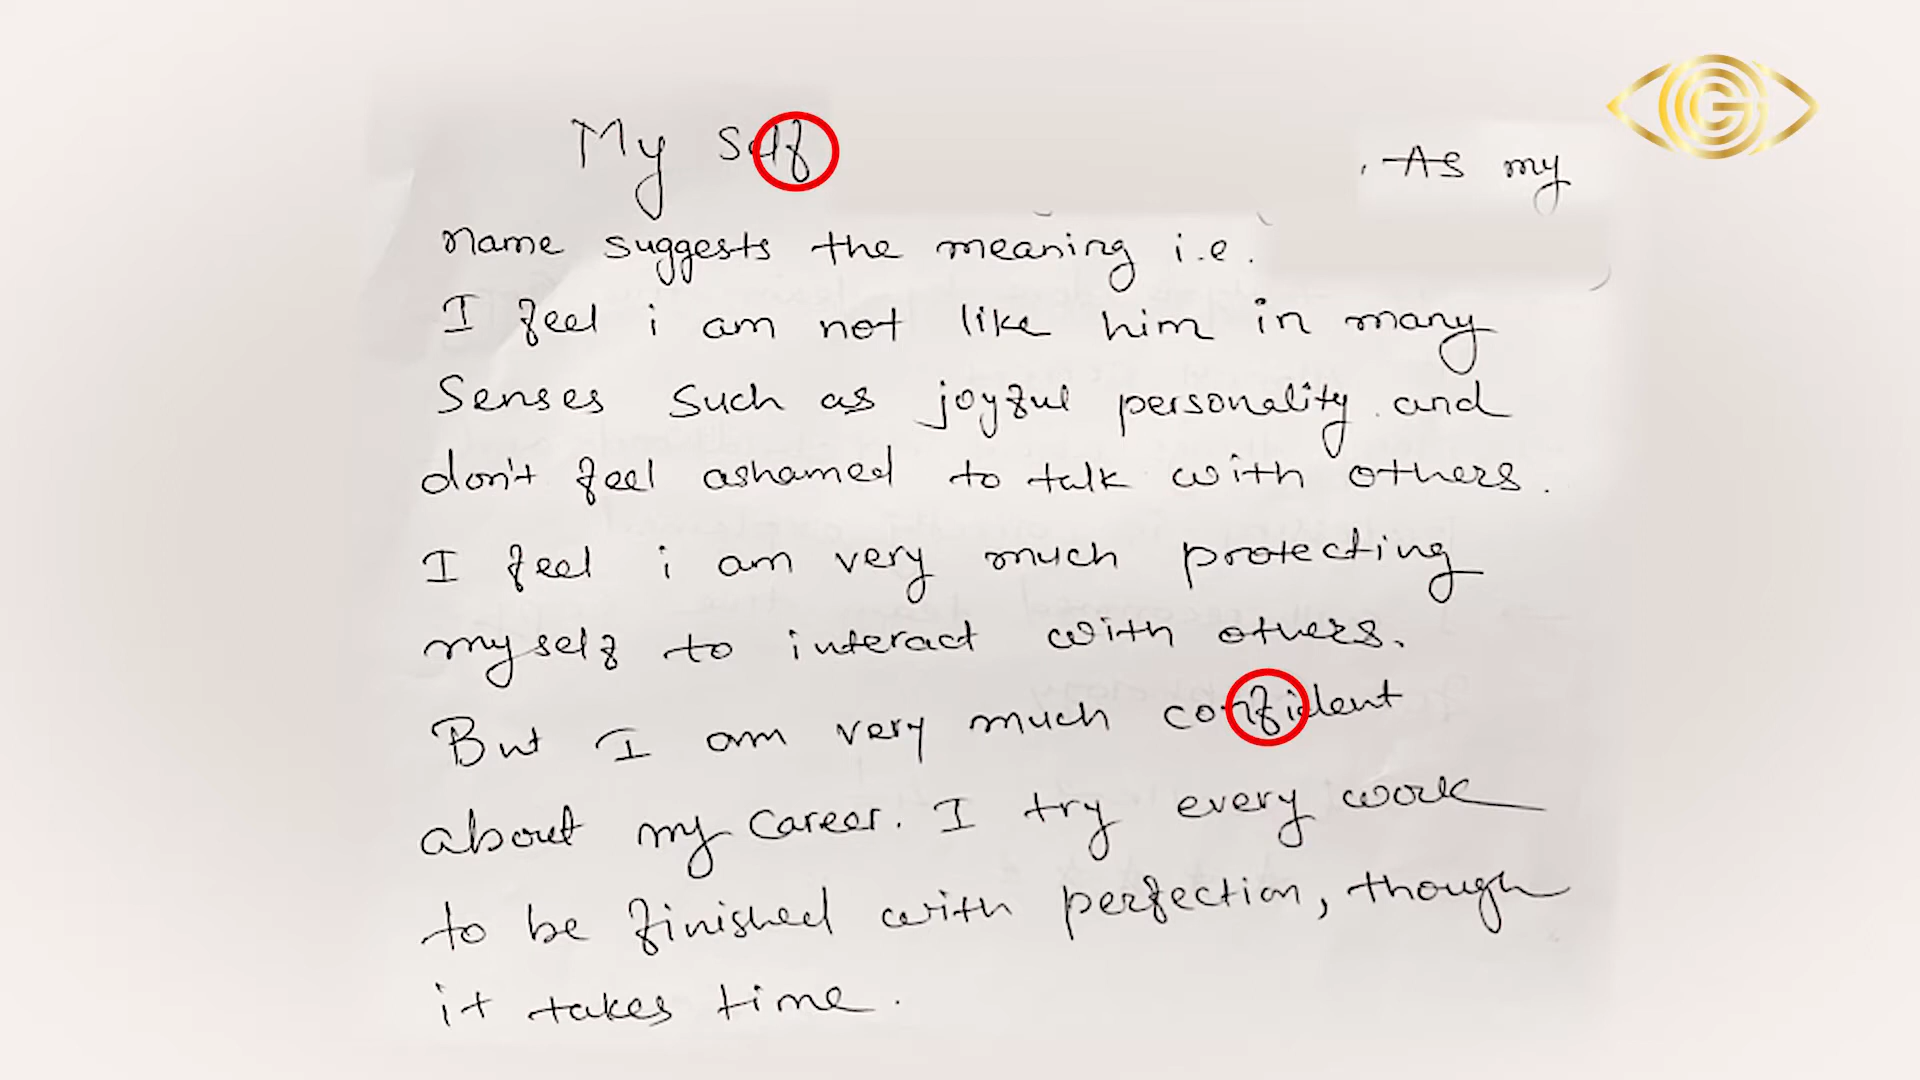 My Self
. As my
name suggests the meaning i.e.
I feel i am not like him in many
Senses Such as joyful personality and
don't feel ashamed to talk with others.
I feel i am very much protecting
myself to interact with others.
But I am very much confident
about my career. I try every work
to be finished with perfection, though
it takes time.
G